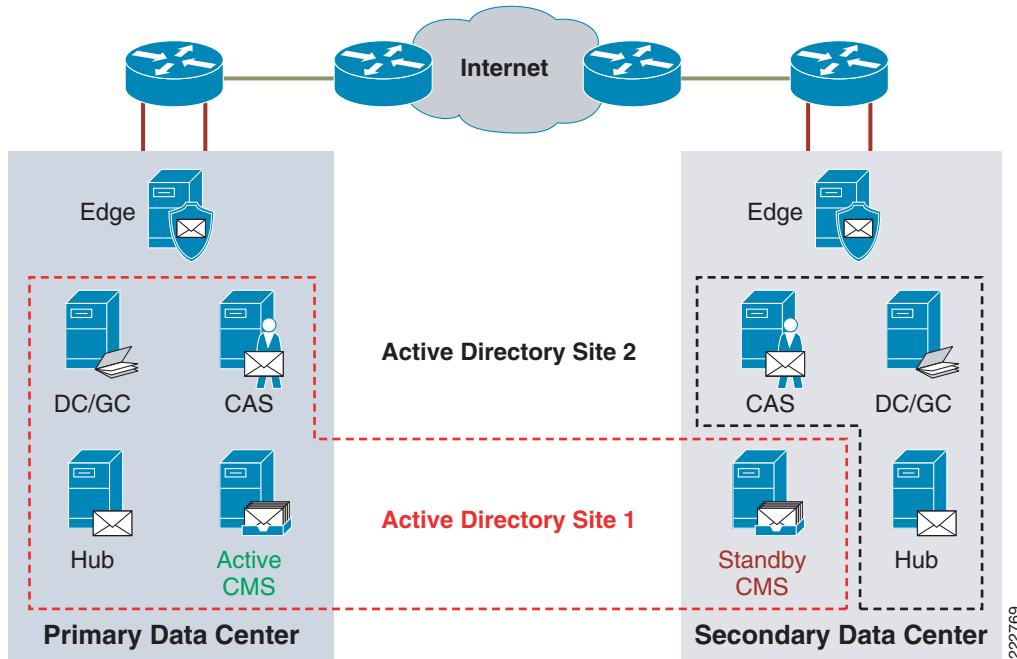 Internet
Edge
Edge
DC/GC
CAS
Active Directory Site 2
CAS
DC/GC
Hub
Active
CMS
Active Directory Site 1
Standby
CMS
Hub
Primary Data Center
Secondary Data Center
222769